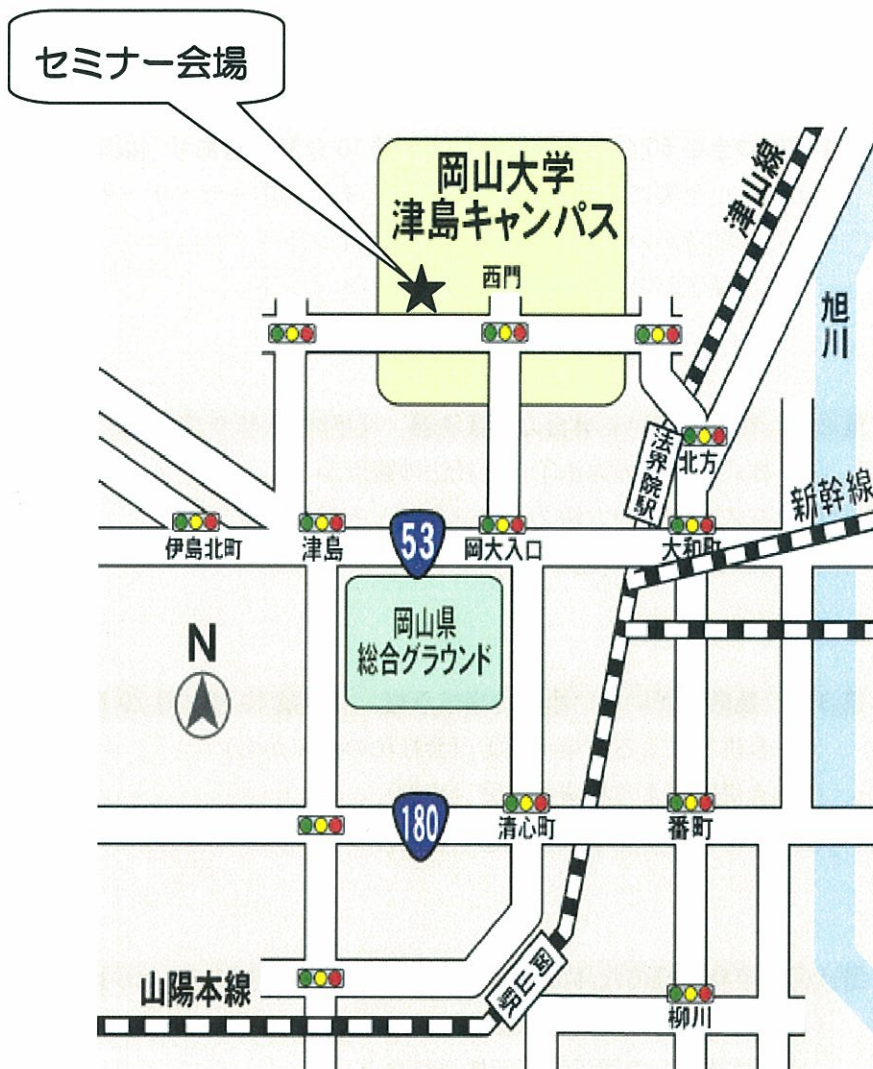 セミナー会場
岡山大学
津島キャンパス
西門
津山線
旭川
北方
法界院駅
新幹線
伊島北町
津島
53
岡大入口
大和町
岡山県
総合グラウンド
N
180
清心町
番町
岡山駅
山陽本線
柳川